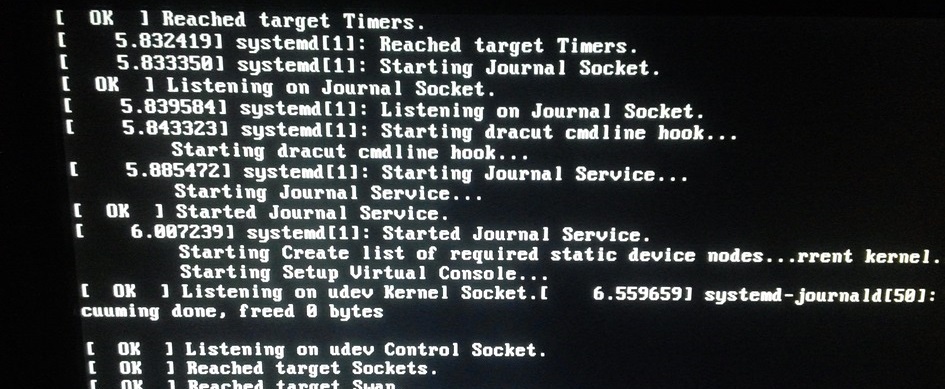 [  OK  ] Reached target Timers.
[    5.832419] systemd[1]: Reached target Timers.
[    5.833350] systemd[1]: Starting Journal Socket.
[  OK  ] Listening on Journal Socket.
[    5.839584] systemd[1]: Listening on Journal Socket.
[    5.843323] systemd[1]: Starting dracut cmdline hook...
         Starting dracut cmdline hook...
[    5.885472] systemd[1]: Starting Journal Service...
         Starting Journal Service...
[  OK  ] Started Journal Service.
[    6.007239] systemd[1]: Started Journal Service.
         Starting Create list of required static device nodes...rrent kernel.
         Starting Setup Virtual Console...
[  OK  ] Listening on udev Kernel Socket.[    6.559659] systemd-journald[50]:
cuuming done, freed 0 bytes
[  OK  ] Listening on udev Control Socket.
[  OK  ] Reached target Sockets.
[  OK  ] Reached target Swap